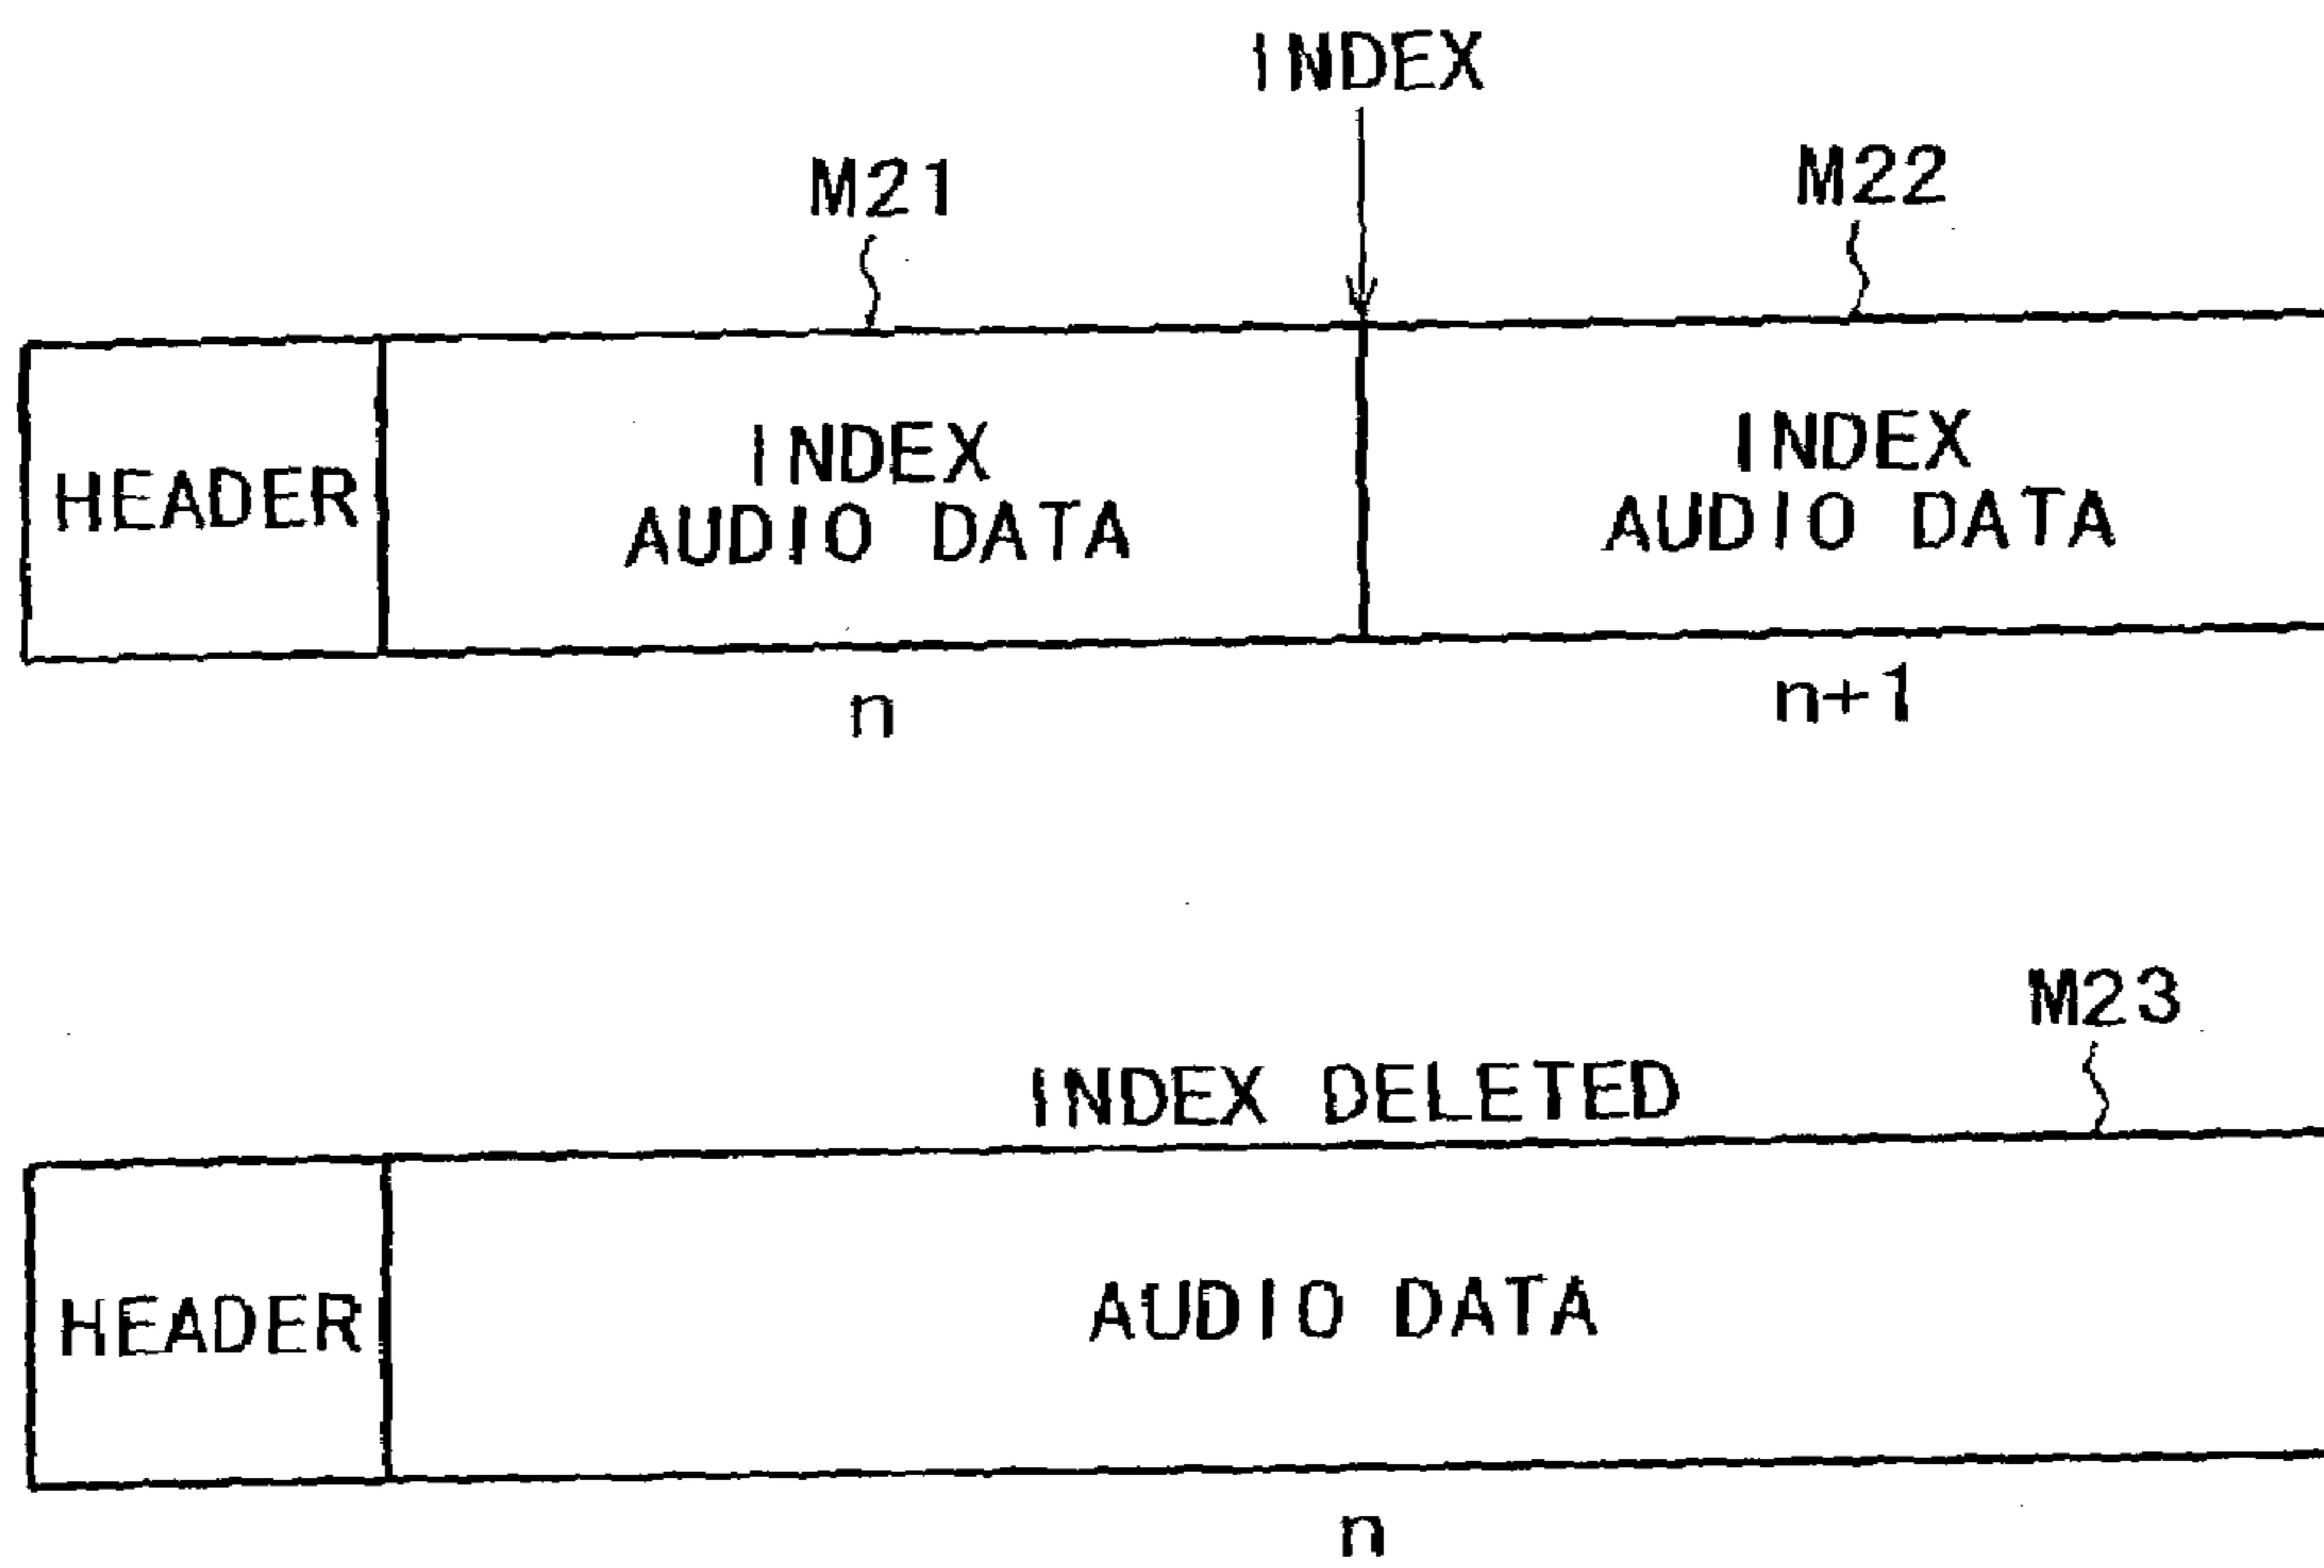 INDEX
M21
M22
HEADER
INDEX
AUDIO DATA
INDEX
AUDIO DATA
n
n+1
M23
INDEX DELETED
HEADER
AUDIO DATA
n